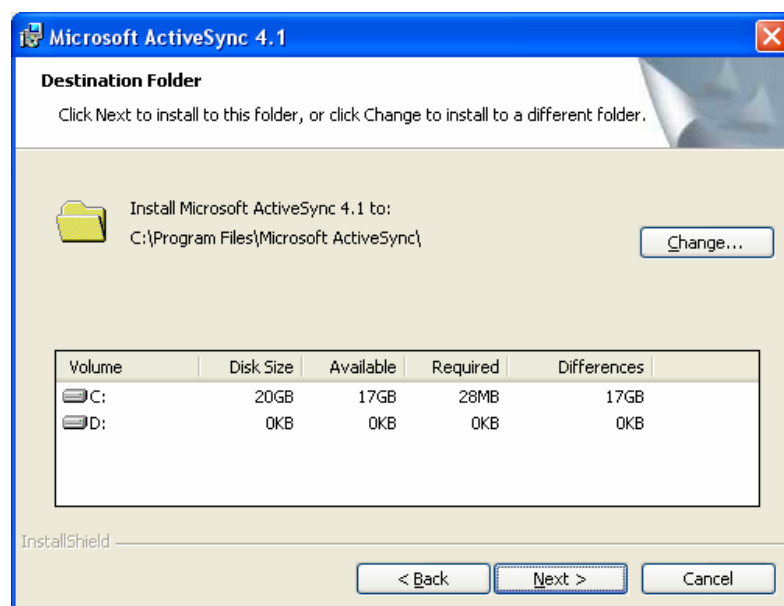 Microsoft ActiveSync 4.1
Destination Folder
Click Next to install to this folder, or click Change to install to a different folder.
Install Microsoft ActiveSync 4.1 to:
C:\Program Files\Microsoft ActiveSync\
Change...
Volume Disk Size Available Required Differences
C: 20GB 17GB 28MB 17GB
D: 0KB 0KB 0KB 0KB
InstallShield
< Back Next > Cancel